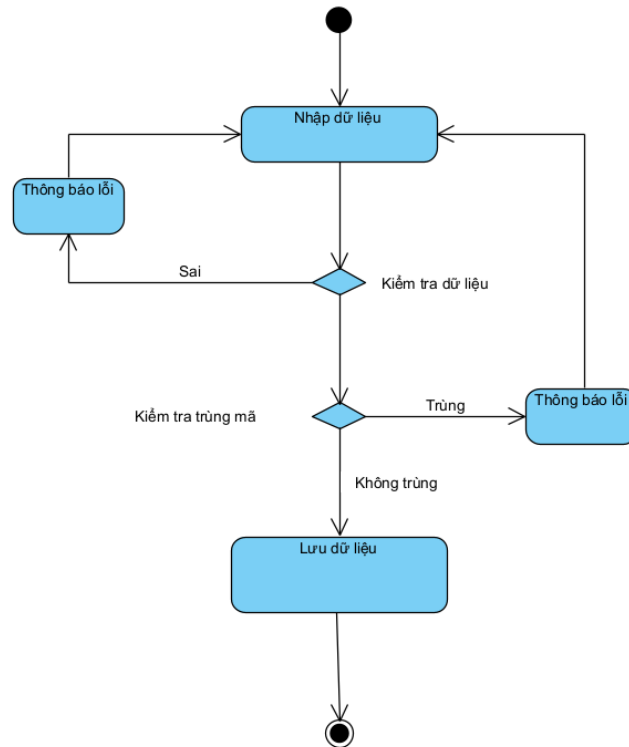 Nhập dữ liệu
Thông báo lỗi
Sai
Kiểm tra dữ liệu
Kiểm tra trùng mã
Trùng
Thông báo lỗi
Không trùng
Lưu dữ liệu